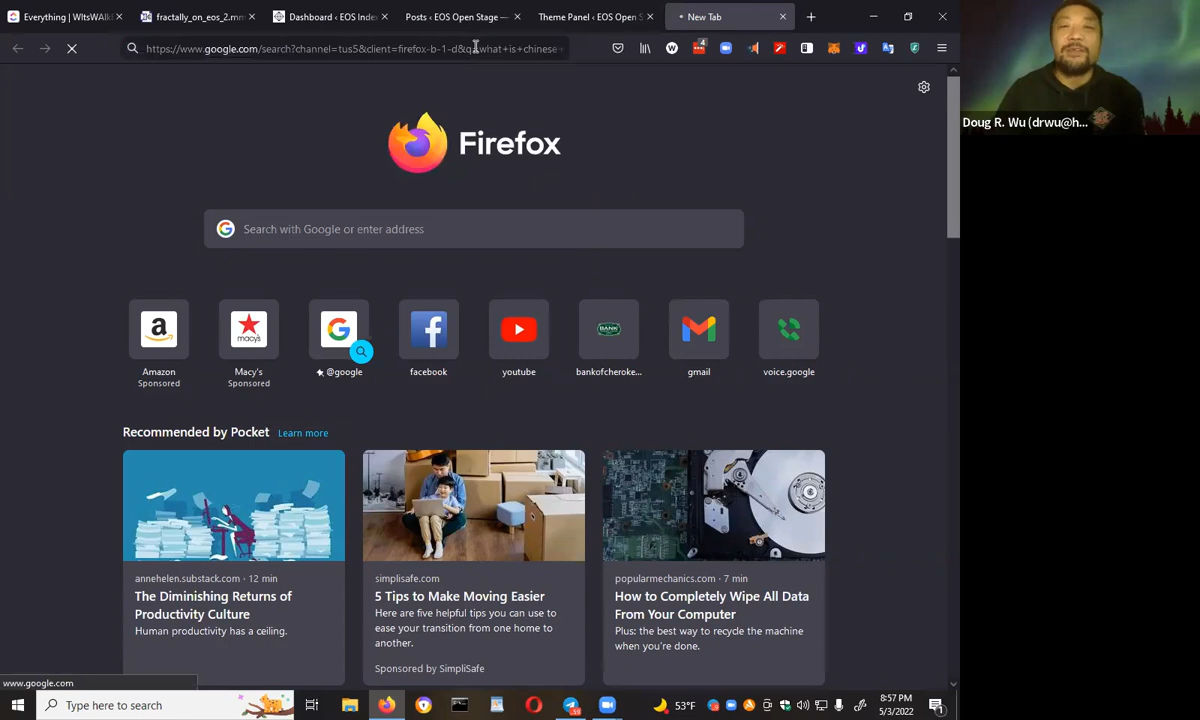 Everything | WItsWAlkI
fractally_on_eos_2.mm
Dashboard ‹ EOS Inde
Posts ‹ EOS Open Stage —
Theme Panel ‹ EOS Open S
New Tab
https://www.google.com/search?channel=tus5&client=firefox-b-1-d&q=what+is+chinese+
4
Doug R. Wu (drwu@h...
Firefox
Search with Google or enter address
Amazon
Sponsored
macy's
Macy's
Sponsored
@google
facebook
youtube
BANK
bankofcheroke...
gmail
voice.google
Recommended by Pocket
Learn more
annehelen.substack.com · 12 min
The Diminishing Returns of
Productivity Culture
Human productivity has a ceiling.
simplisafe.com
5 Tips to Make Moving Easier
Here are five helpful tips you can use to
ease your transition from one home to
another.
Sponsored by SimpliSafe
popularmechanics.com · 7 min
How to Completely Wipe All Data
From Your Computer
Plus: the best way to recycle the machine
when you're done.
www.google.com
Type here to search
53°F
8:57 PM
5/3/2022